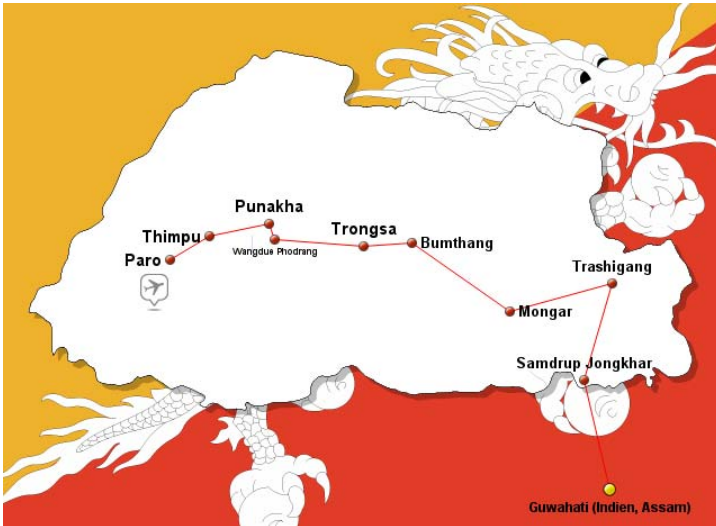 Punakha
Thimpu
Trongsa
Bumthang
Wangdue Phodrang
Paro
Trashigang
Mongar
Samdrup Jongkhar
Guwahati (Indien, Assam)